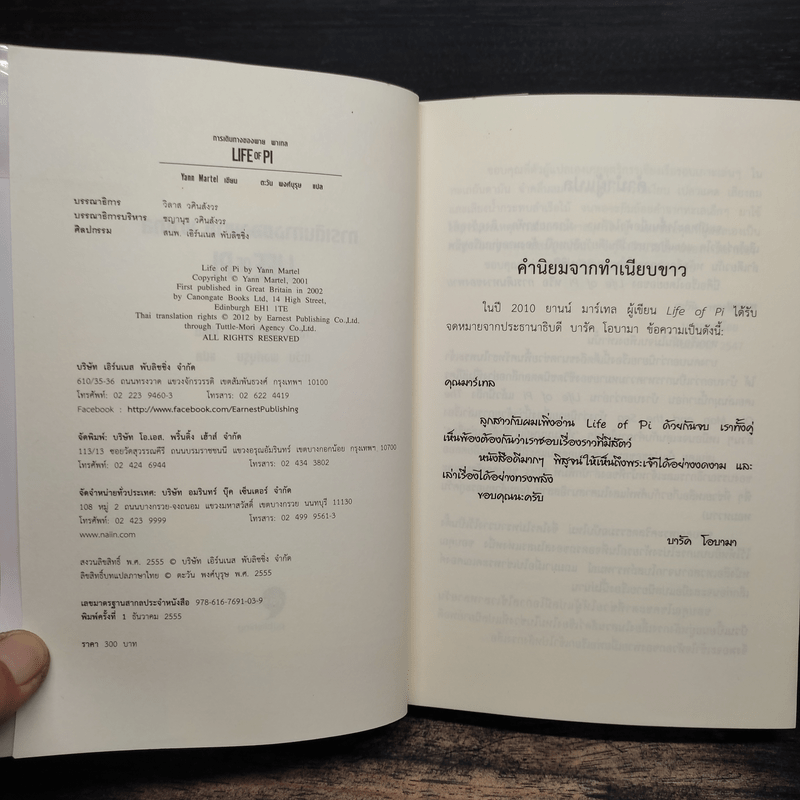 การเดินทางของพาย พาเทล
LIFE OF PI
Yann Martel เขียน ตะวัน พงศ์บุรุษ แปล
บรรณาธิการ วิลาส วศินสังวร
บรรณาธิการบริหาร ชญานุช วศินสังวร
ศิลปกรรม สนพ. เอิร์นเนส พับลิชชิ่ง
Life of Pi by Yann Martel
Copyright © Yann Martel, 2001
First published in Great Britain in 2002
by Canongate Books Ltd, 14 High Street,
Edinburgh EH1 1TE
Thai translation rights © 2012 by Earnest Publishing Co.,Ltd.
through Tuttle-Mori Agency Co., Ltd.
ALL RIGHTS RESERVED
บริษัท เอิร์นเนส พับลิชชิ่ง จำกัด
610/35-36 ถนนทรงวาด แขวงจักรวรรดิ เขตสัมพันธวงศ์ กรุงเทพฯ 10100
โทรศัพท์: 02 223 9460-3 โทรสาร: 02 622 4419
Facebook : http://www.facebook.com/EarnestPublishing
จัดพิมพ์: บริษัท โอ.เอส. พริ้นติ้ง เฮ้าส์ จำกัด
113/13 ซอยวัดสุวรรณคีรี ถนนบรมราชชนนี แขวงอรุณอัมรินทร์ เขตบางกอกน้อย กรุงเทพฯ 10700
โทรศัพท์: 02 424 6944 โทรสาร: 02 434 3802
จัดจำหน่ายทั่วประเทศ: บริษัท อมรินทร์ บุ๊ค เซ็นเตอร์ จำกัด
108 หมู่ 2 ถนนบางกรวย-จงถนอม แขวงมหาสวัสดิ์ เขตบางกรวย นนทบุรี 11130
โทรศัพท์: 02 423 9999 โทรสาร: 02 499 9561-3
www.naiin.com
สงวนลิขสิทธิ์ พ.ศ. 2555 © บริษัท เอิร์นเนส พับลิชชิ่ง จำกัด
ลิขสิทธิ์บทแปลภาษาไทย © ตะวัน พงศ์บุรุษ พ.ศ. 2555
เลขมาตรฐานสากลประจำหนังสือ 978-616-7691-03-9
พิมพ์ครั้งที่ 1 ธันวาคม 2555
ราคา 300 บาท
คำนิยมจากทำเนียบขาว
ในปี 2010 ยานน์ มาร์เทล ผู้เขียน Life of Pi ได้รับ
จดหมายจากประธานาธิบดี บารัค โอบามา ข้อความเป็นดังนี้:
คุณมาร์เทล
ลูกสาวกับผมเพิ่งอ่าน Life of Pi ด้วยกันจบ เราทั้งคู่
เห็นพ้องต้องกันว่าเราชอบเรื่องราวที่มีสัตว์
หนังสือดีมากๆ พิสูจน์ให้เห็นถึงพระเจ้าได้อย่างงดงาม และ
เล่าเรื่องได้อย่างทรงพลัง
ขอบคุณนะครับ
บารัค โอบามา